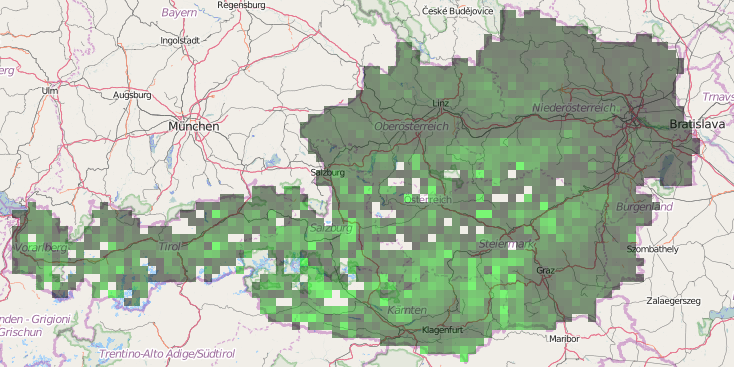 Regensburg
České Budějovice
Bayern
Ingolstadt
Ulm
Augsburg
Linz
Niederösterreich
Trnavs
München
Oberösterreich
Bratislava
Salzburg
Österreich
Burgenland
Vorarlberg
Tirol
Salzburg
Steiermark
Szombathely
Graz
Zalaegerszeg
Kärnten
nden - Grigioni
Grischun
Klagenfurt
Maribor
Trentino-Alto Adige/Südtirol